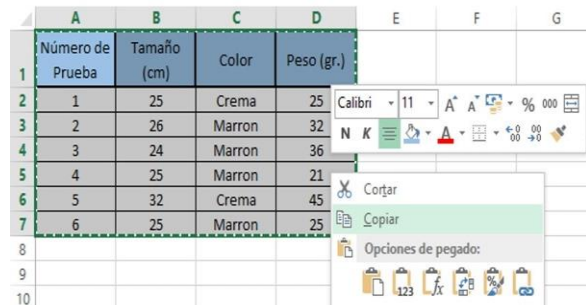 A B C D E F G
1 Número de Prueba Tamaño (cm) Color Peso (gr.)
2 1 25 Crema 25
3 2 26 Marron 32
4 3 24 Marron 36
5 4 25 Marron 21
6 5 32 Crema 45
7 6 25 Marron 25
8
9
10
Calibri 11 A A % 000
N K A
Cortar
Copiar
Opciones de pegado:
123 fx %